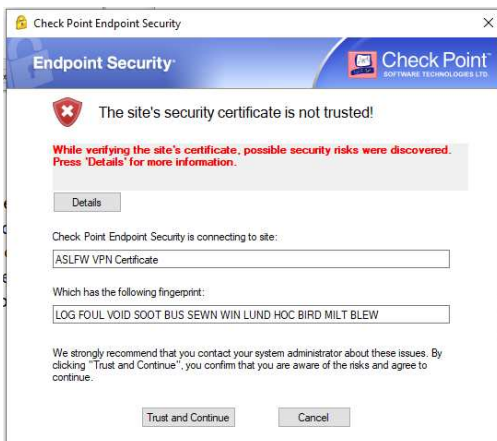 Check Point Endpoint Security
Endpoint Security
Check Point
SOFTWARE TECHNOLOGIES LTD.
The site's security certificate is not trusted!
While verifying the site's certificate, possible security risks were discovered.
Press 'Details' for more information.
Details
Check Point Endpoint Security is connecting to site:
ASLFW VPN Certificate
Which has the following fingerprint:
LOG FOUL VOID SOOT BUS SEWN WIN LUND HOC BIRD MILT BLEW
We strongly recommend that you contact your system administrator about these issues. By
clicking "Trust and Continue", you confirm that you are aware of the risks and agree to
continue.
Trust and Continue
Cancel